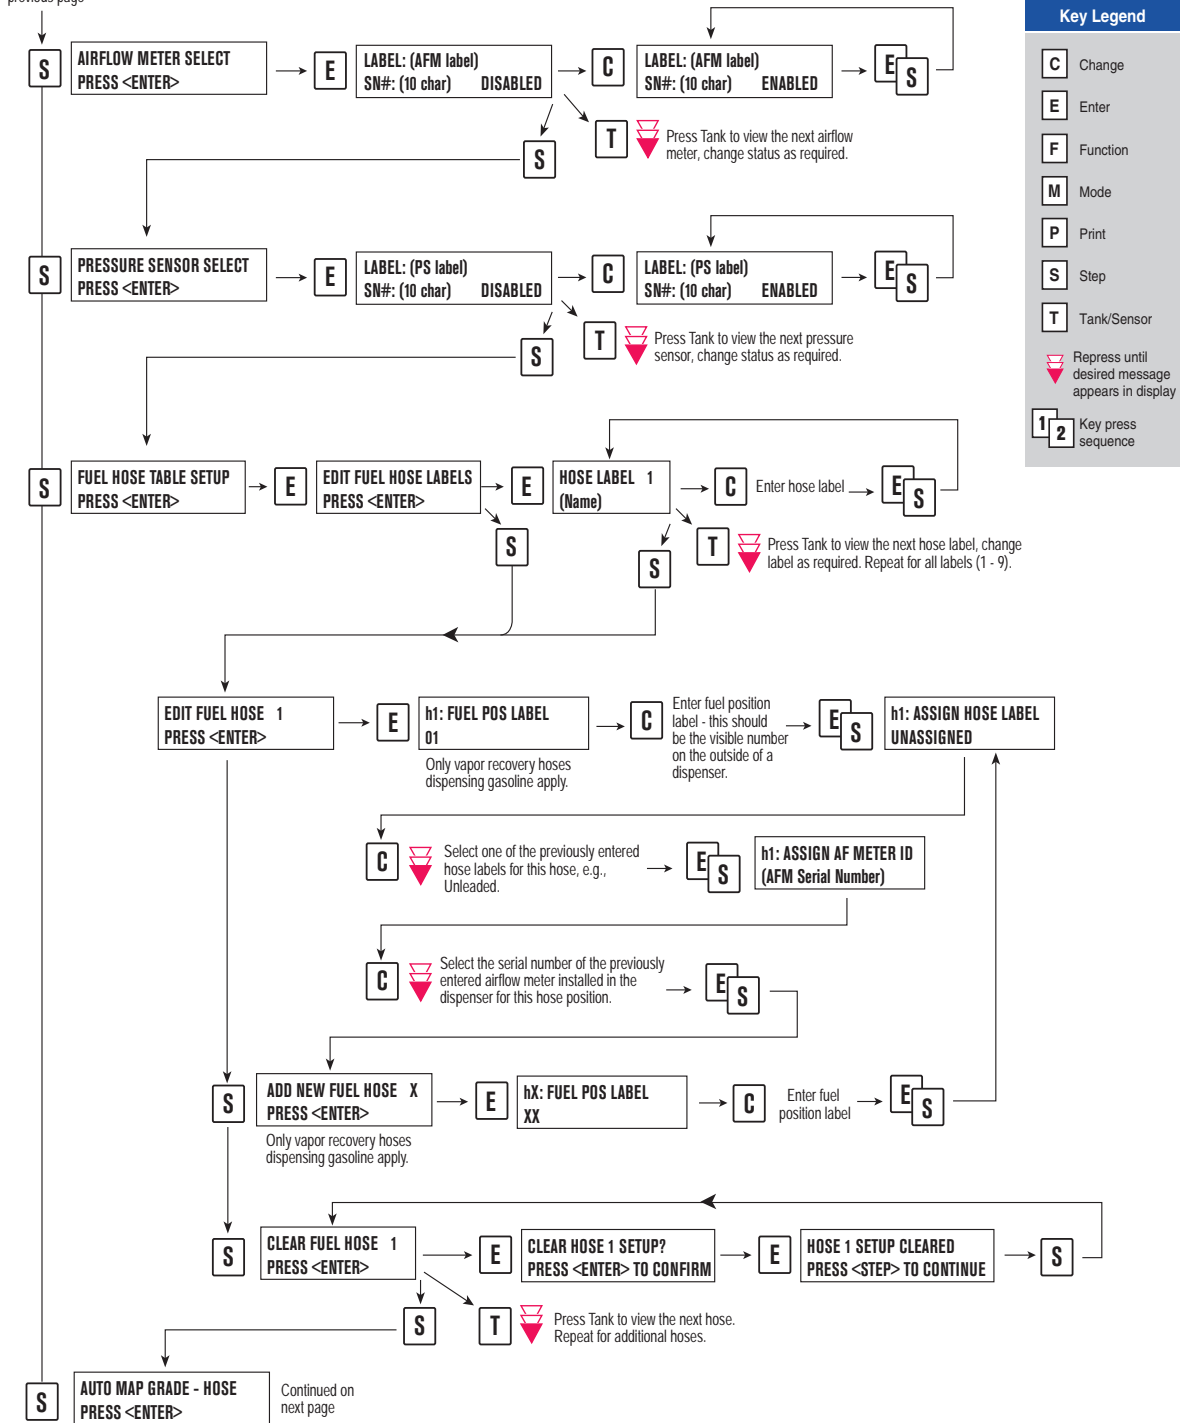 previous page
Key Legend
C Change
E Enter
F Function
M Mode
P Print
S Step
T Tank/Sensor
Repress until
desired message
appears in display
1 2 Key press
sequence
S
AIRFLOW METER SELECT
PRESS <ENTER>
E
LABEL: (AFM label)
SN#: (10 char) DISABLED
C
LABEL: (AFM label)
SN#: (10 char) ENABLED
E
S
S
T
Press Tank to view the next airflow
meter, change status as required.
S
PRESSURE SENSOR SELECT
PRESS <ENTER>
E
LABEL: (PS label)
SN#: (10 char) DISABLED
C
LABEL: (PS label)
SN#: (10 char) ENABLED
E
S
S
T
Press Tank to view the next pressure
sensor, change status as required.
S
FUEL HOSE TABLE SETUP
PRESS <ENTER>
E
EDIT FUEL HOSE LABELS
PRESS <ENTER>
E
HOSE LABEL 1
(Name)
C
Enter hose label
E
S
S
S
T
Press Tank to view the next hose label, change
label as required. Repeat for all labels (1 - 9).
EDIT FUEL HOSE 1
PRESS <ENTER>
E
h1: FUEL POS LABEL
01
Only vapor recovery hoses
dispensing gasoline apply.
C
Enter fuel position
label - this should
be the visible number
on the outside of a
dispenser.
E
S
h1: ASSIGN HOSE LABEL
UNASSIGNED
C
Select one of the previously entered
hose labels for this hose, e.g.,
Unleaded.
E
S
h1: ASSIGN AF METER ID
(AFM Serial Number)
C
Select the serial number of the previously
entered airflow meter installed in the
dispenser for this hose position.
E
S
S
ADD NEW FUEL HOSE X
PRESS <ENTER>
Only vapor recovery hoses
dispensing gasoline apply.
E
hX: FUEL POS LABEL
XX
C
Enter fuel
position label
E
S
S
CLEAR FUEL HOSE 1
PRESS <ENTER>
E
CLEAR HOSE 1 SETUP?
PRESS <ENTER> TO CONFIRM
E
HOSE 1 SETUP CLEARED
PRESS <STEP> TO CONTINUE
S
S
T
Press Tank to view the next hose.
Repeat for additional hoses.
S
AUTO MAP GRADE - HOSE
PRESS <ENTER>
Continued on
next page